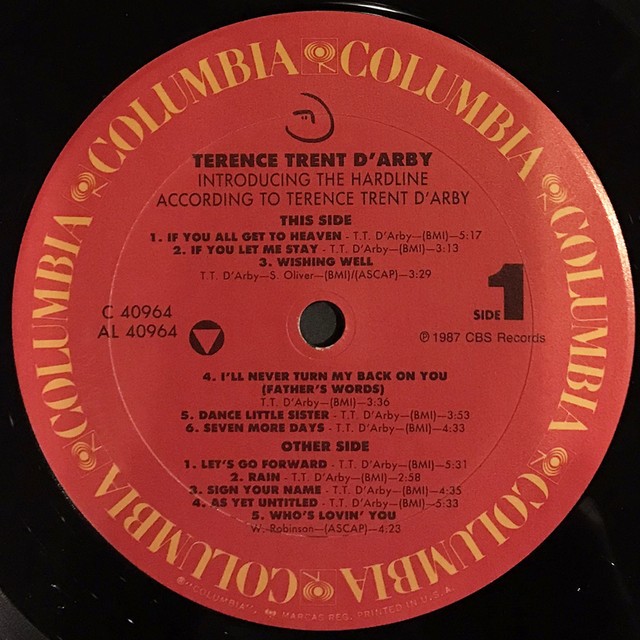 COLUMBIA COLUMBIA COLUMBIA COLUMBIA COLUMBIA COLUMBIA
TERENCE TRENT D'ARBY
INTRODUCING THE HARDLINE
ACCORDING TO TERENCE TRENT D'ARBY
THIS SIDE
1. IF YOU ALL GET TO HEAVEN - T.T. D'Arby—(BMI)—5:17
2. IF YOU LET ME STAY - T.T. D'Arby—(BMI)—3:13
3. WISHING WELL
T.T. D'Arby—S. Oliver—(BMI)/(ASCAP)—3:29
C 40964
AL 40964
SIDE 1
℗ 1987 CBS Records
4. I'LL NEVER TURN MY BACK ON YOU
(FATHER'S WORDS)
T.T. D'Arby—(BMI)—3:36
5. DANCE LITTLE SISTER - T.T. D'Arby—(BMI)—3:53
6. SEVEN MORE DAYS - T.T. D'Arby—(BMI)—4:33
OTHER SIDE
1. LET'S GO FORWARD - T.T. D'Arby—(BMI)—5:31
2. RAIN - T.T. D'Arby—(BMI)—2:58
3. SIGN YOUR NAME - T.T. D'Arby—(BMI)—4:35
4. AS YET UNTITLED - T.T. D'Arby—(BMI)—5:33
5. WHO'S LOVIN' YOU
W. Robinson—(ASCAP)—4:23
®"COLUMBIA", MARCAS REG. PRINTED IN U.S.A.